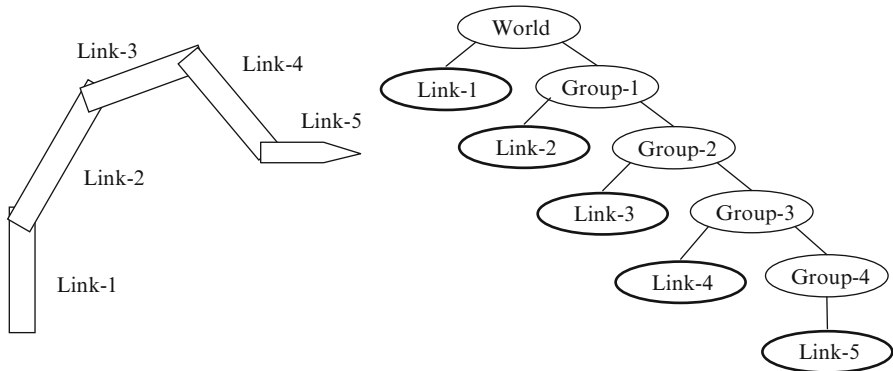 Link-3
Link-4
Link-5
Link-2
Link-1
World
Link-1
Group-1
Link-2
Group-2
Link-3
Group-3
Link-4
Group-4
Link-5